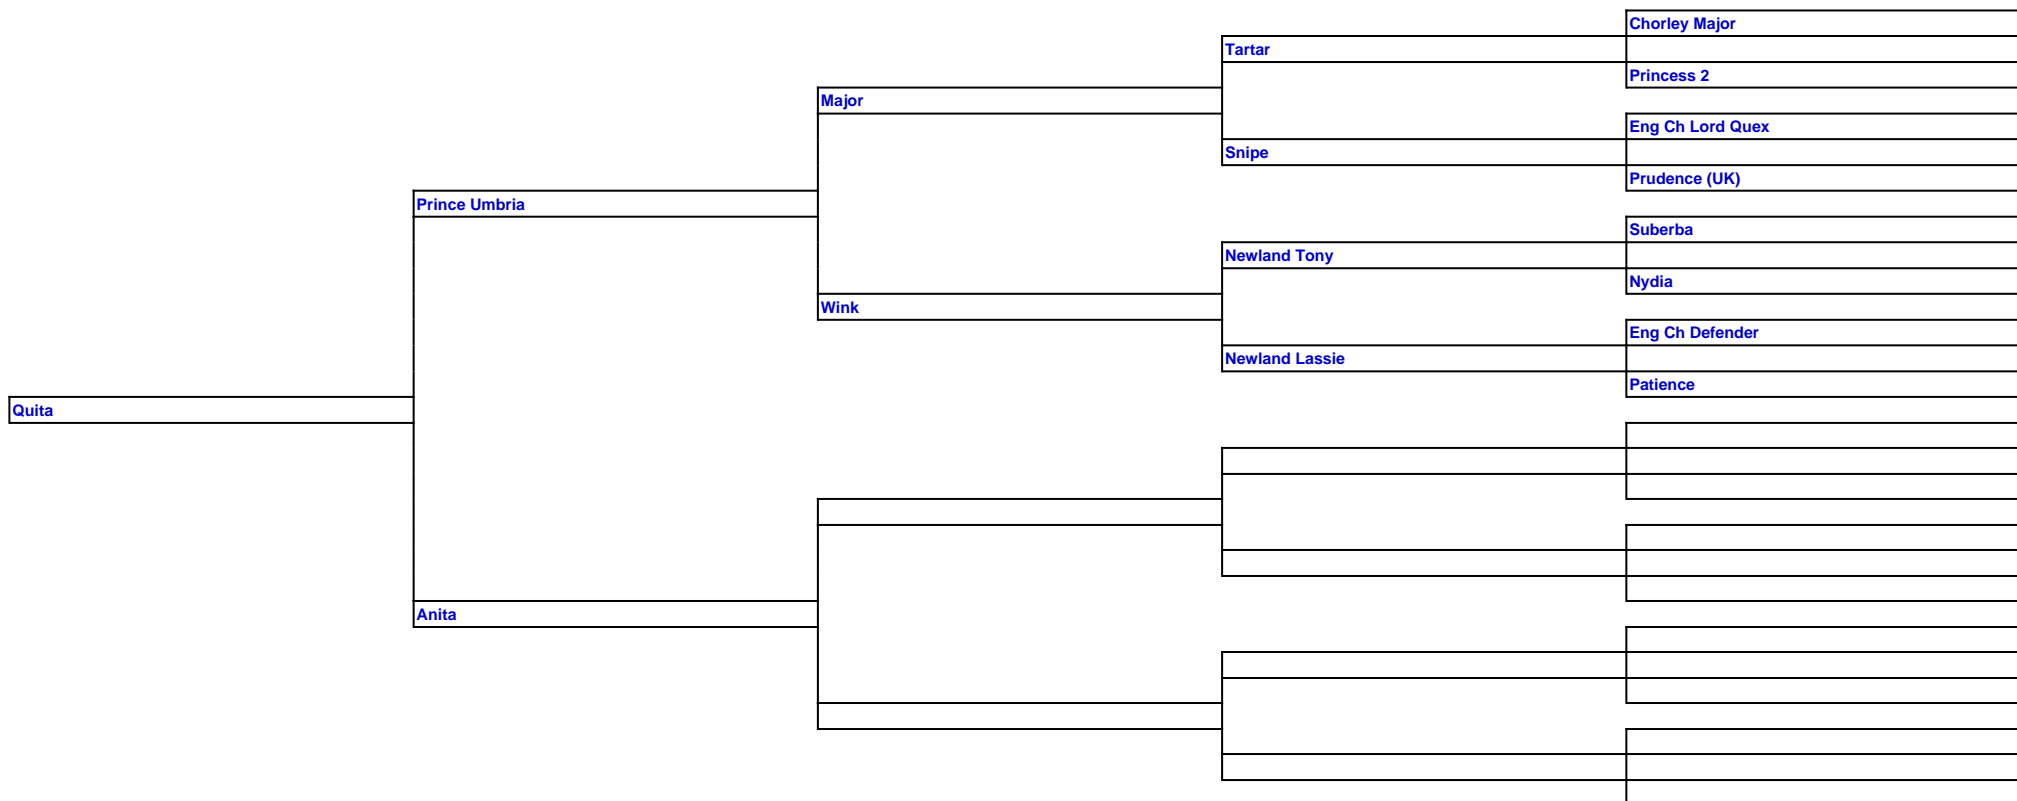 Chorley Major
Tartar
Princess 2
Major
Eng Ch Lord Quex
Snipe
Prudence (UK)
Prince Umbria
Suberba
Newland Tony
Nydia
Wink
Eng Ch Defender
Newland Lassie
Patience
Quita
Anita